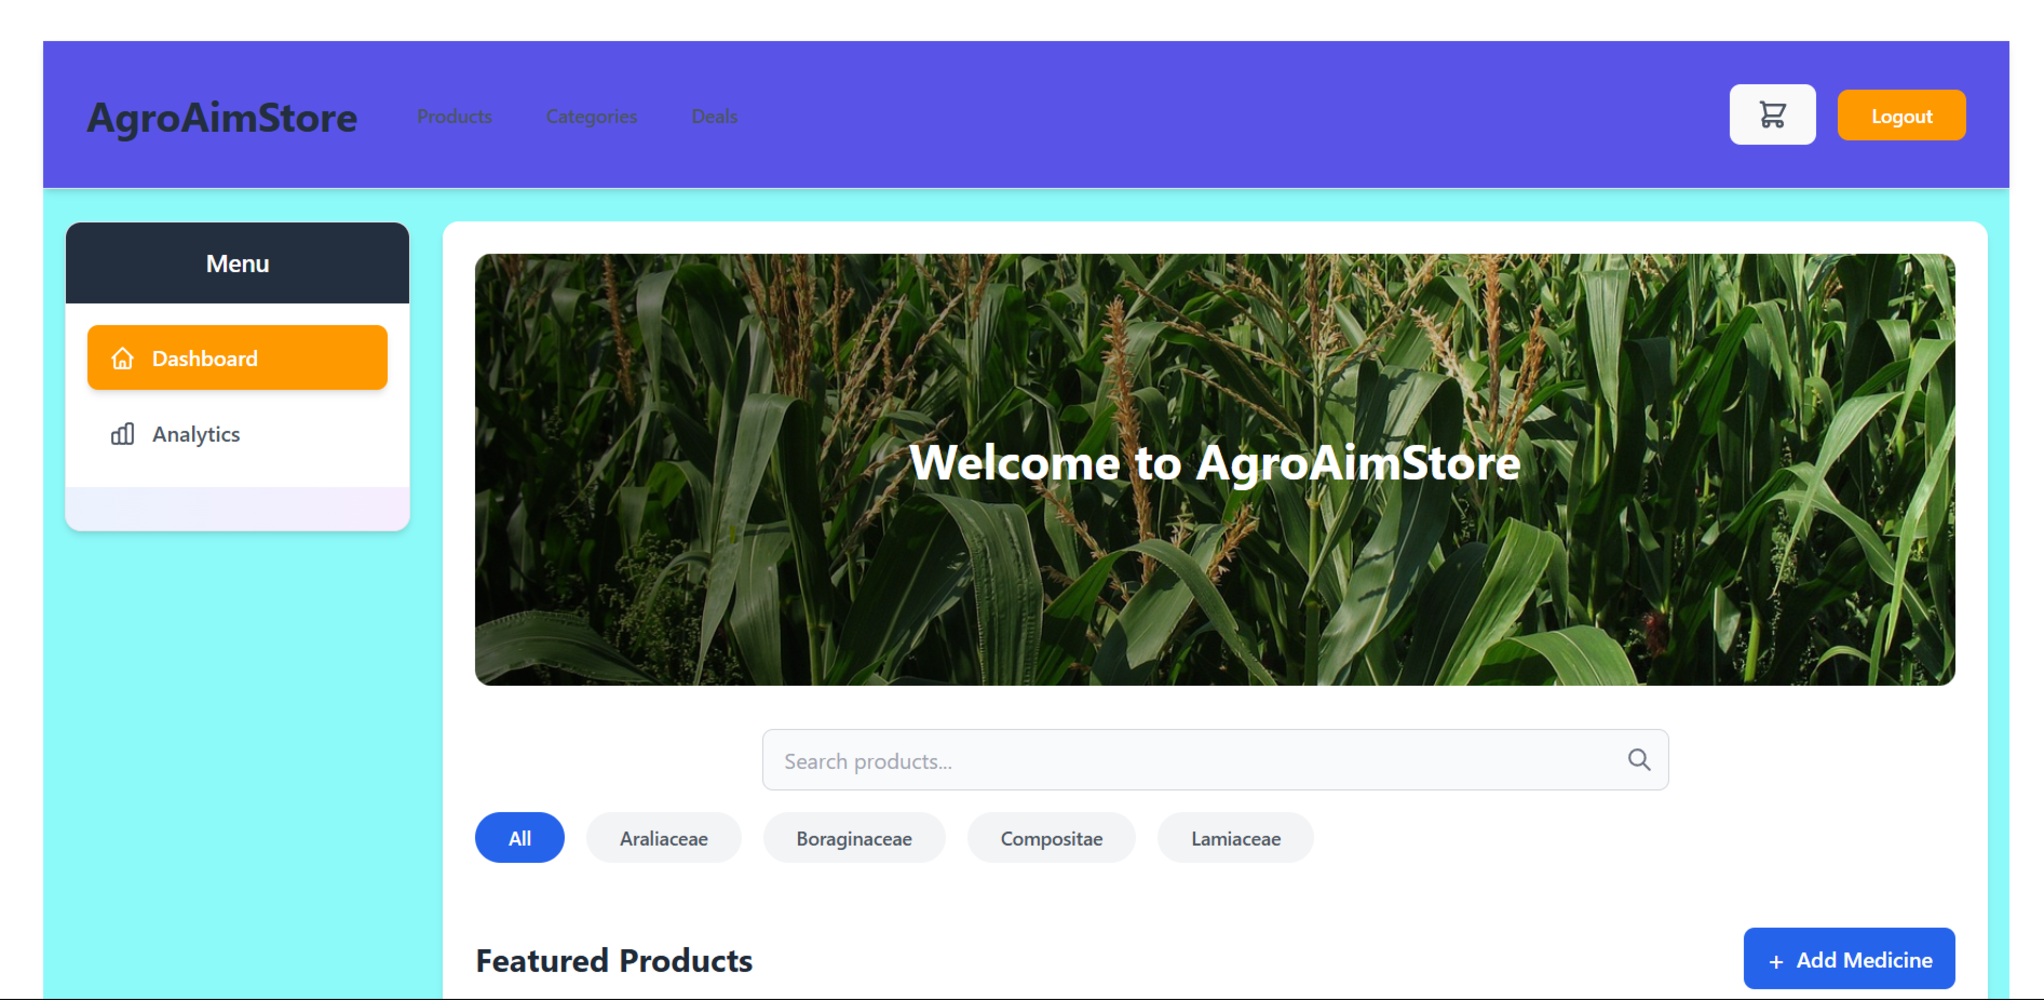 AgroAimStore
Products
Categories
Deals
Logout
Menu
Dashboard
Analytics
Welcome to AgroAimStore
Search products...
All
Araliaceae
Boraginaceae
Compositae
Lamiaceae
Featured Products
+ Add Medicine